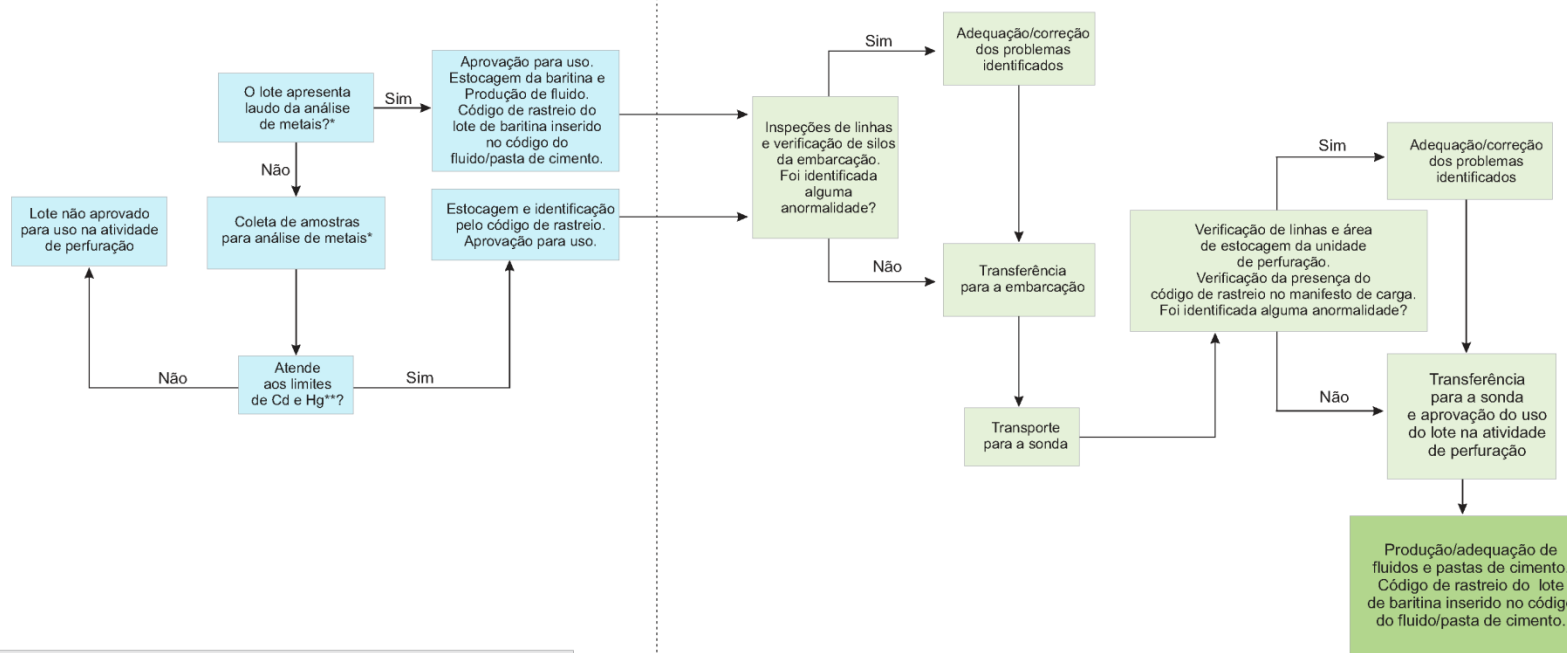 O lote apresenta
laudo da análise
de metais?*
Sim
Aprovação para uso.
Estocagem da baritina e
Produção de fluido.
Código de rastreio do
lote de baritina inserido
no código do
fluido/pasta de cimento.
Não
Lote não aprovado
para uso na atividade
de perfuração
Coleta de amostras
para análise de metais*
Estocagem e identificação
pelo código de rastreio.
Aprovação para uso.
Não
Atende
aos limites
de Cd e Hg**?
Sim
Inspeções de linhas
e verificação de silos
da embarcação.
Foi identificada
alguma
anormalidade?
Sim
Adequação/correção
dos problemas
identificados
Não
Transferência
para a embarcação
Transporte
para a sonda
Verificação de linhas e área
de estocagem da unidade
de perfuração.
Verificação da presença do
código de rastreio no manifesto de carga.
Foi identificada alguma anormalidade?
Sim
Adequação/correção
dos problemas
identificados
Não
Transferência
para a sonda
e aprovação do uso
do lote na atividade
de perfuração
Produção/adequação de
fluidos e pastas de cimento.
Código de rastreio do lote
de baritina inserido no código
do fluido/pasta de cimento.